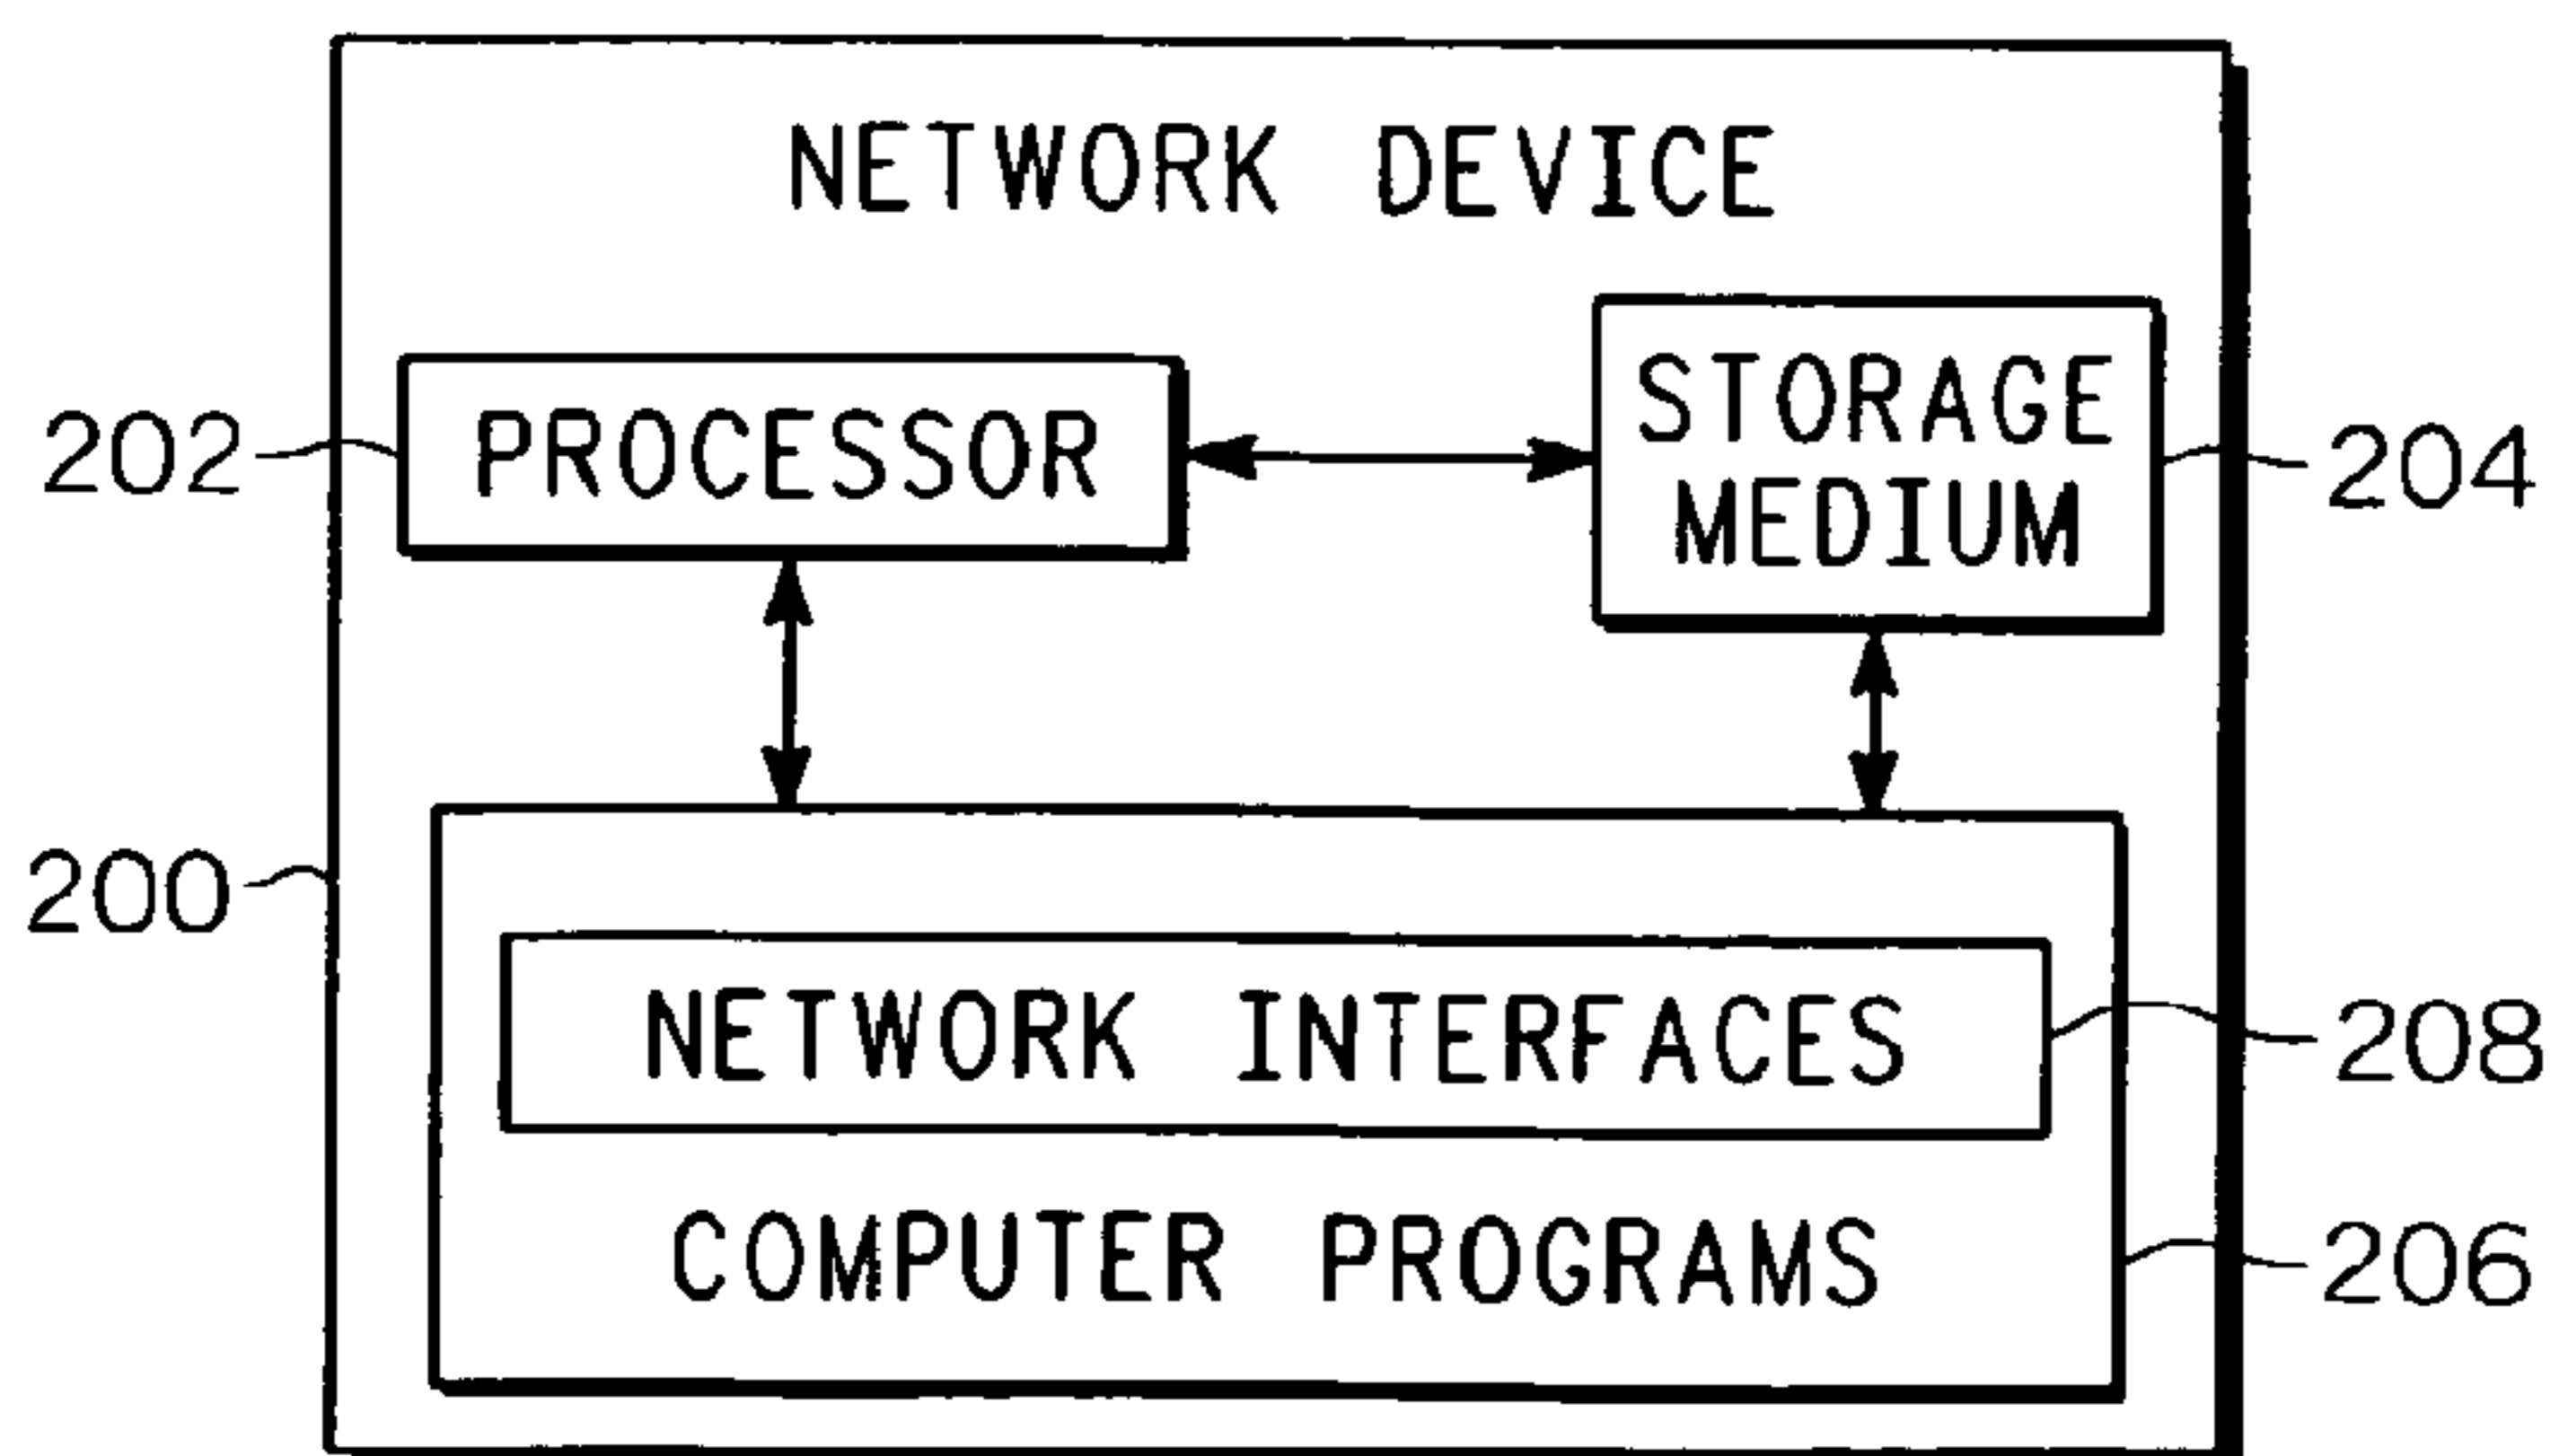 NETWORK DEVICE
202
PROCESSOR
STORAGE
MEDIUM
204
200
NETWORK INTERFACES
208
COMPUTER PROGRAMS
206